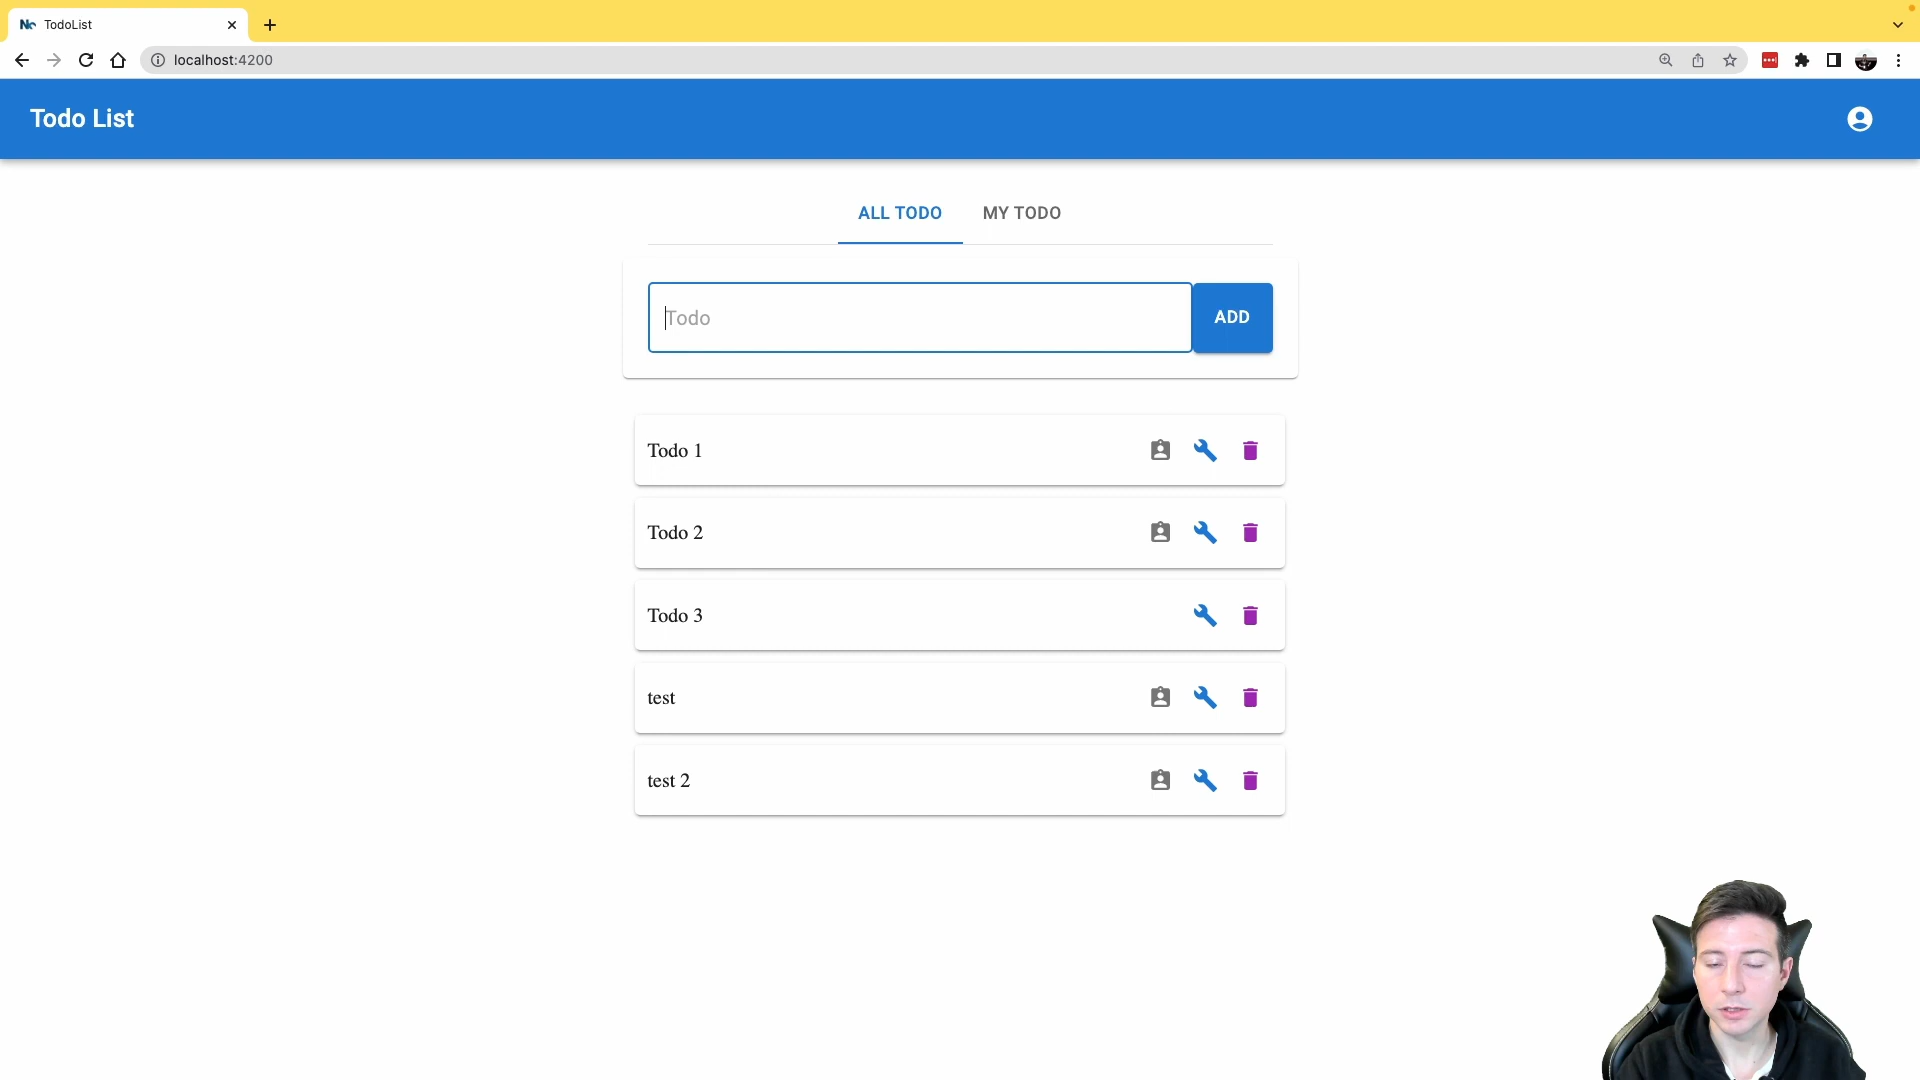 TodoList
localhost:4200
Todo List
ALL TODO
MY TODO
Todo
ADD
Todo 1
Todo 2
Todo 3
test
test 2